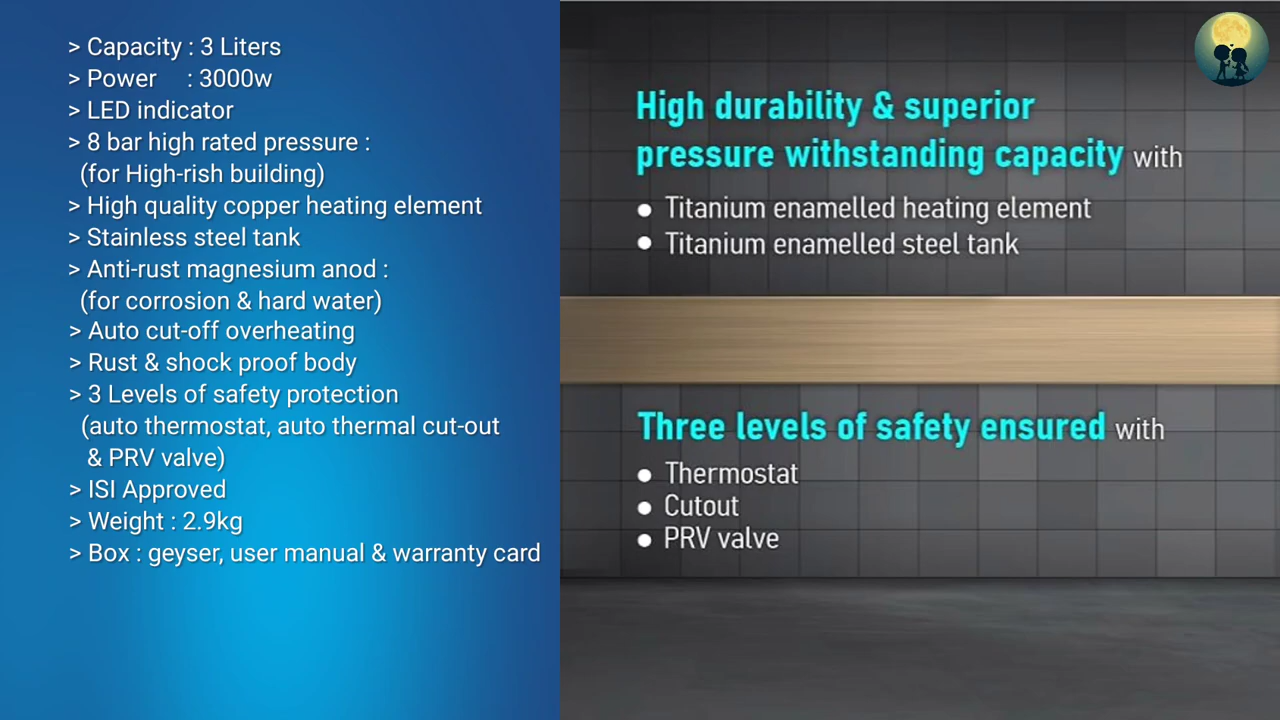 > Capacity : 3 Liters
> Power : 3000w
> LED indicator
> 8 bar high rated pressure :
(for High-rish building)
> High quality copper heating element
> Stainless steel tank
> Anti-rust magnesium anod :
(for corrosion & hard water)
> Auto cut-off overheating
> Rust & shock proof body
> 3 Levels of safety protection
(auto thermostat, auto thermal cut-out
& PRV valve)
> ISI Approved
> Weight : 2.9kg
> Box : geyser, user manual & warranty card
High durability & superior
pressure withstanding capacity with
● Titanium enamelled heating element
● Titanium enamelled steel tank
Three levels of safety ensured with
● Thermostat
● Cutout
● PRV valve